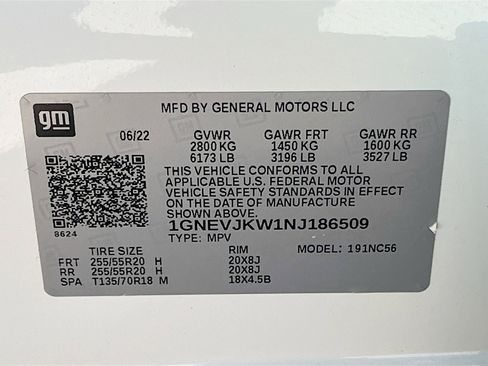 gm
MFD BY GENERAL MOTORS LLC
06/22 GVWR GAWR FRT GAWR RR
2800 KG 1450 KG 1600 KG
6173 LB 3196 LB 3527 LB
THIS VEHICLE CONFORMS TO ALL
APPLICABLE U.S. FEDERAL MOTOR
VEHICLE SAFETY STANDARDS IN EFFECT
ON THE DATE OF MANUFACTURE
SHOWN ABOVE.
8624 1GNEVJKW1NJ186509
TYPE: MPV MODEL: 191NC56
TIRE SIZE RIM
FRT 255/55R20 H 20X8J
RR 255/55R20 H 20X8J
SPA T135/70R18 M 18X4.5B